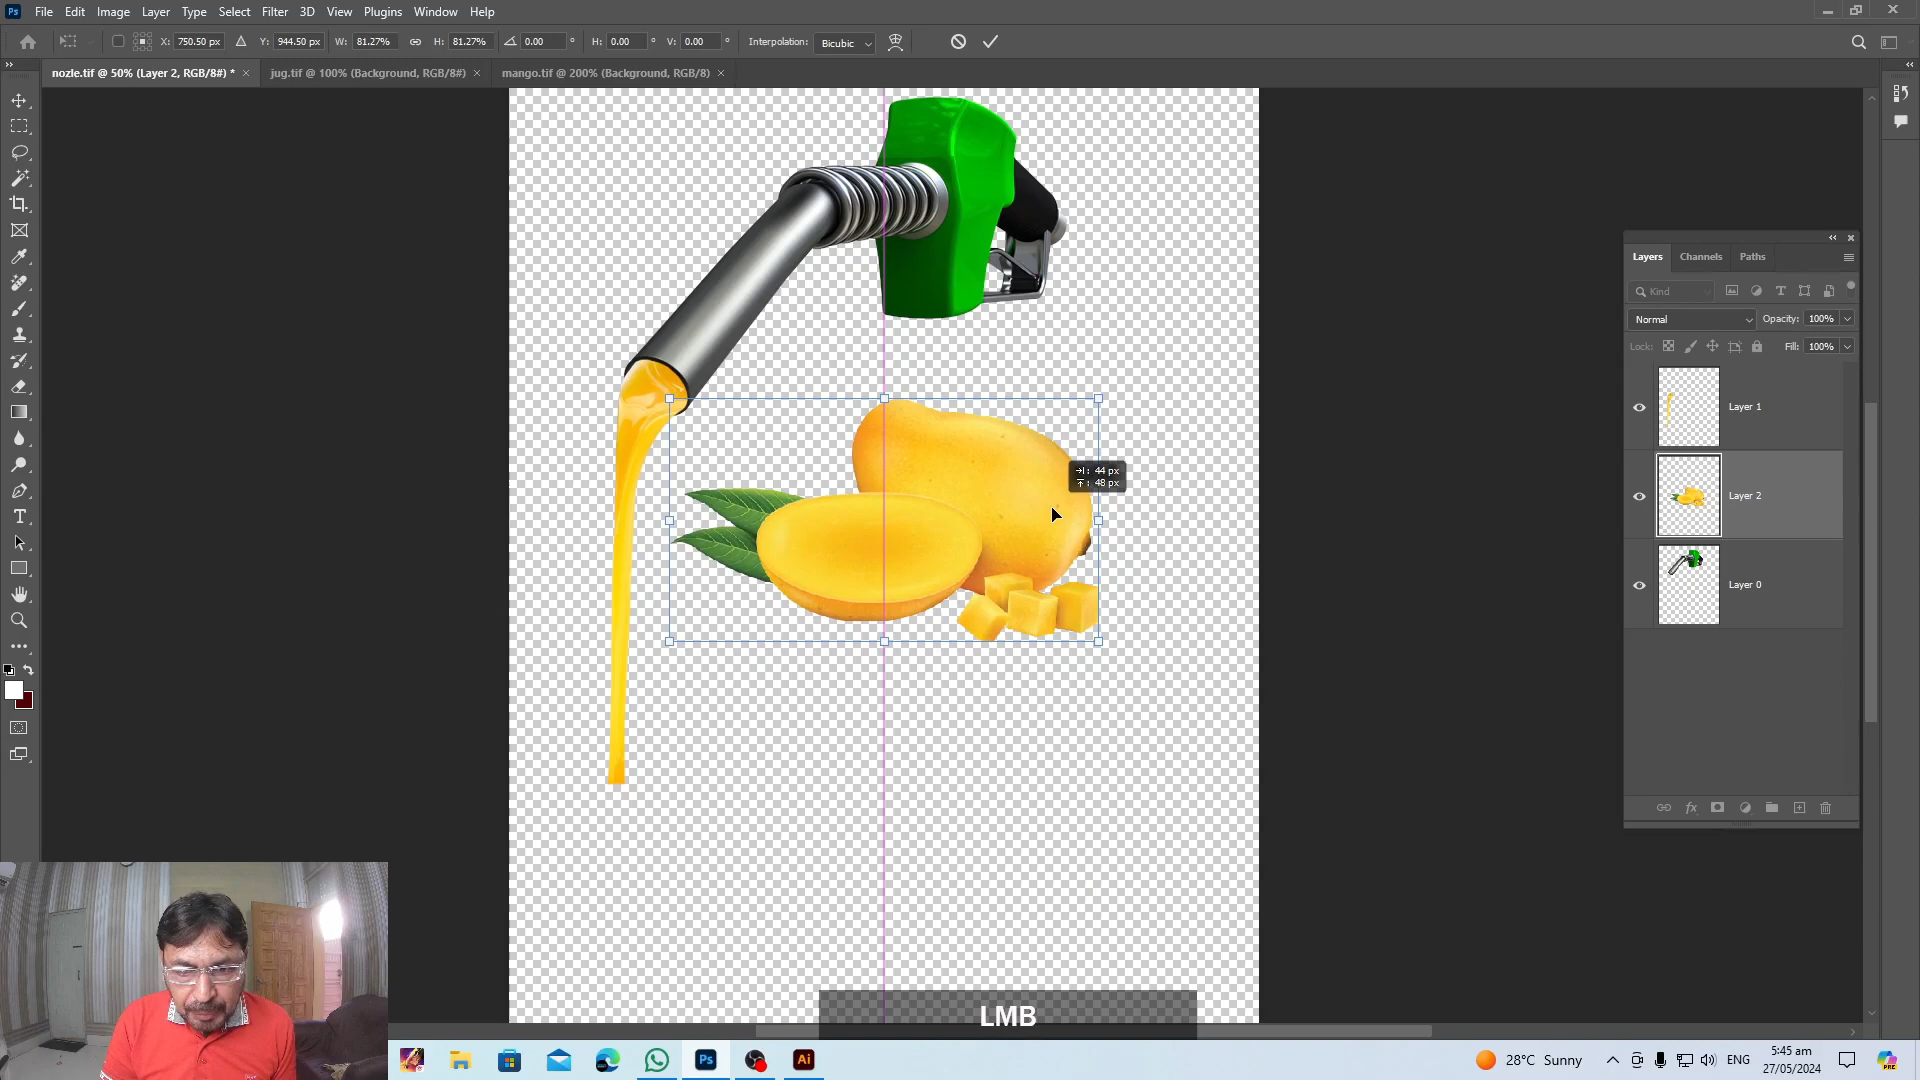 Ps File Edit Image Layer Type Select Filter 3D View Plugins Window Help
X: 750.50 px Y: 944.50 px W: 81.27% H: 81.27% 0.00 ° H: 0.00 ° V: 0.00 ° Interpolation: Bicubic
nozle.tif @ 50% (Layer 2, RGB/8#) * × jug.tif @ 100% (Background, RGB/8#) × mango.tif @ 200% (Background, RGB/8) ×
Layers Channels Paths
Kind
Normal Opacity: 100%
Lock: Fill: 100%
Layer 1
Layer 2
Layer 0
: 44 px
: 48 px
LMB
Ps Ai
28°C Sunny
ENG
5:45 am
27/05/2024
PRE